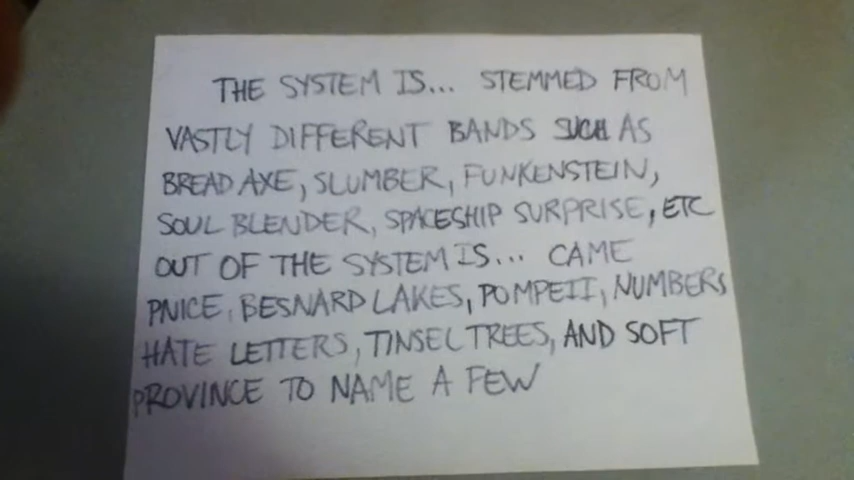 THE SYSTEM IS... STEMMED FROM
VASTLY DIFFERENT BANDS SUCH AS
BREAD AXE, SLUMBER, FUNKENSTEIN,
SOUL BLENDER, SPACESHIP SURPRISE, ETC
OUT OF THE SYSTEM IS... CAME
PNICE, BESNARD LAKES, POMPEII, NUMBERS
HATE LETTERS, TINSEL TREES, AND SOFT
PROVINCE TO NAME A FEW